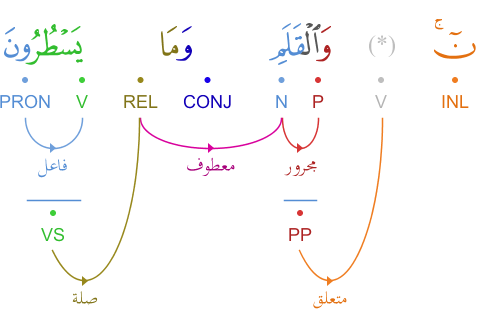 نٓ ۚ (*) وَٱلْقَلَمِ وَمَا يَسْطُرُونَ
INL V P N CONJ REL V PRON
مجرور معطوف فاعل
PP VS
متعلق صلة